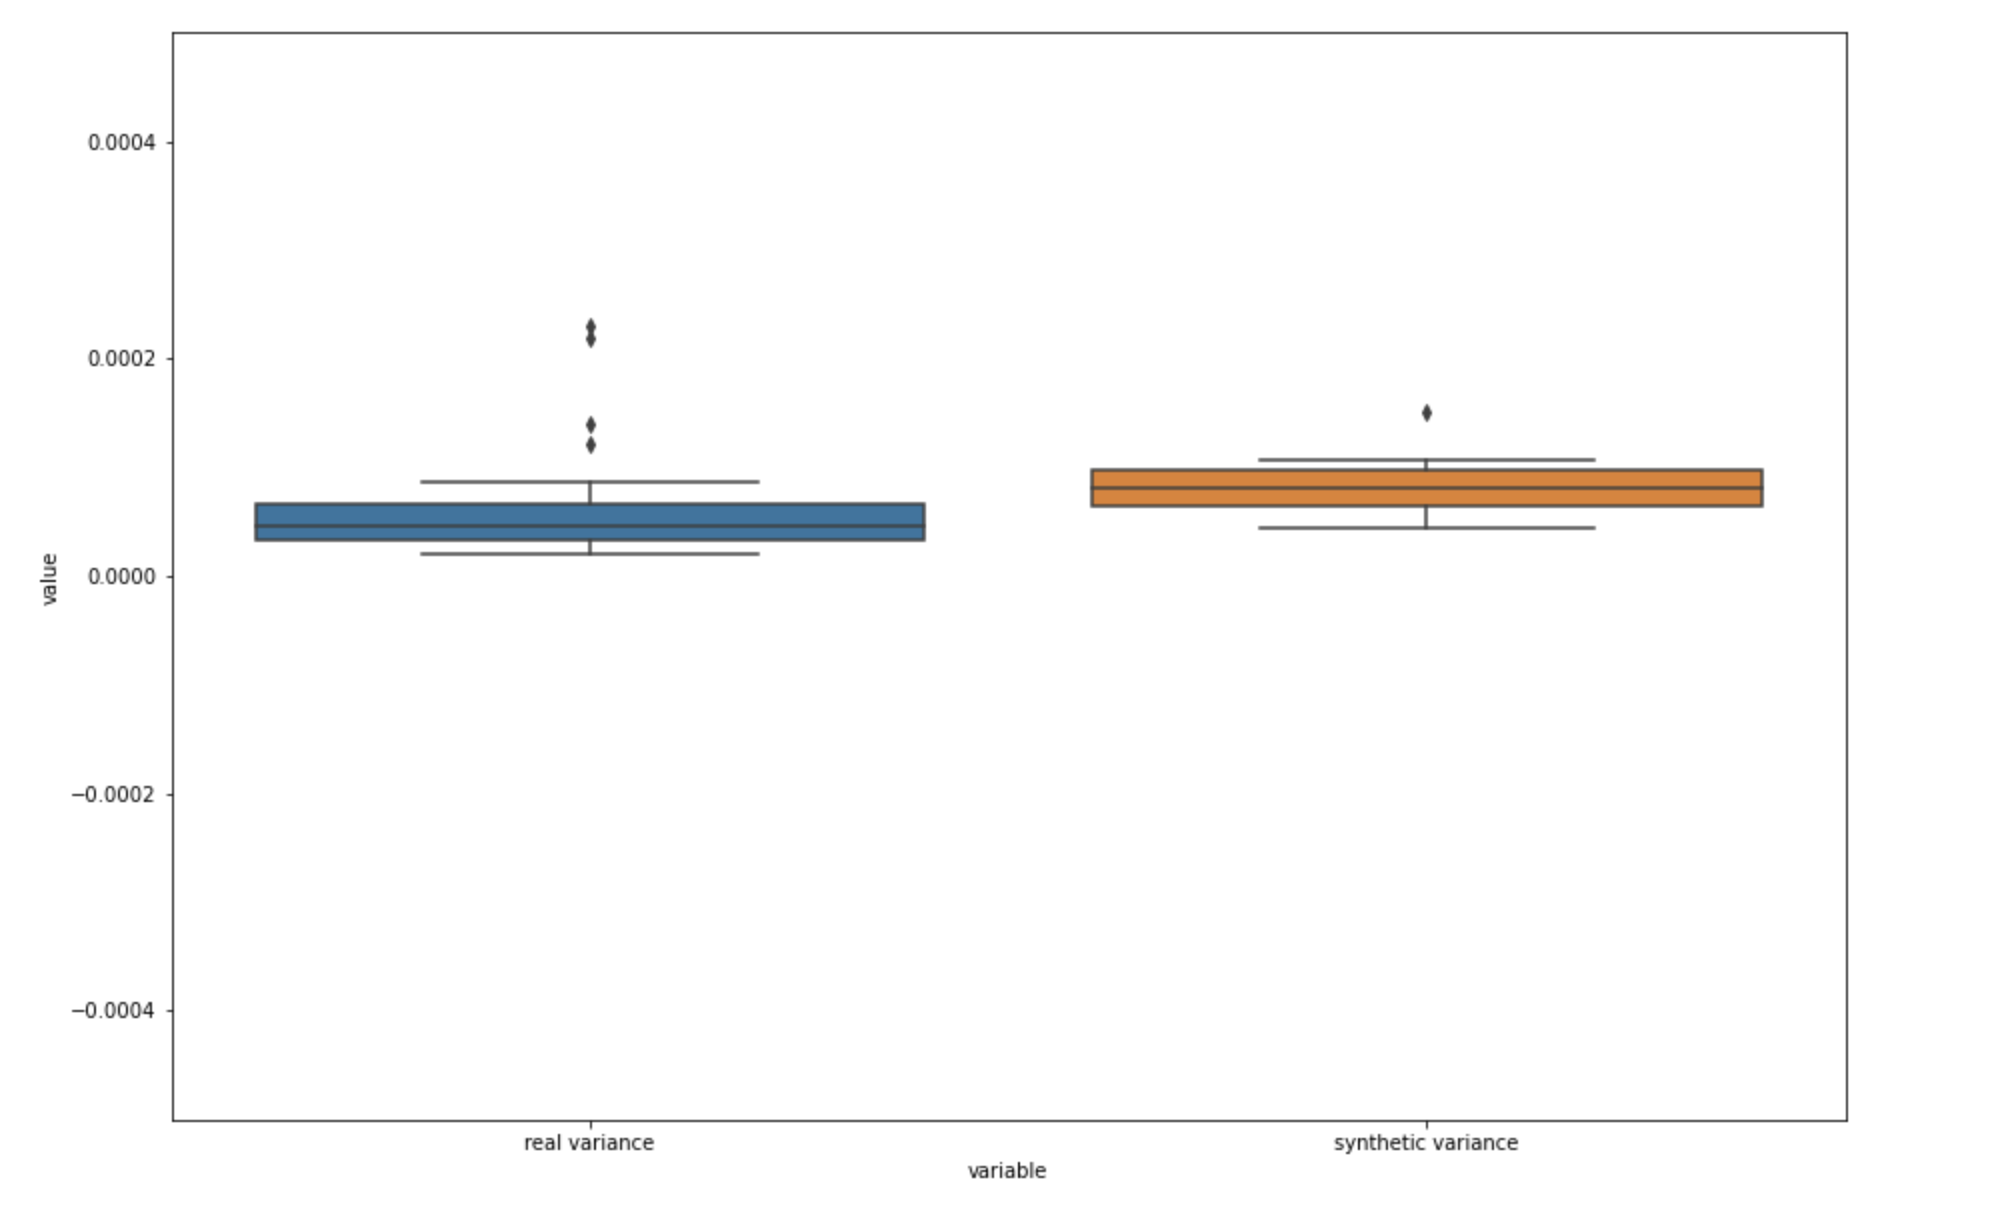 0.0004
0.0002
0.0000
−0.0002
−0.0004
value
real variance
synthetic variance
variable